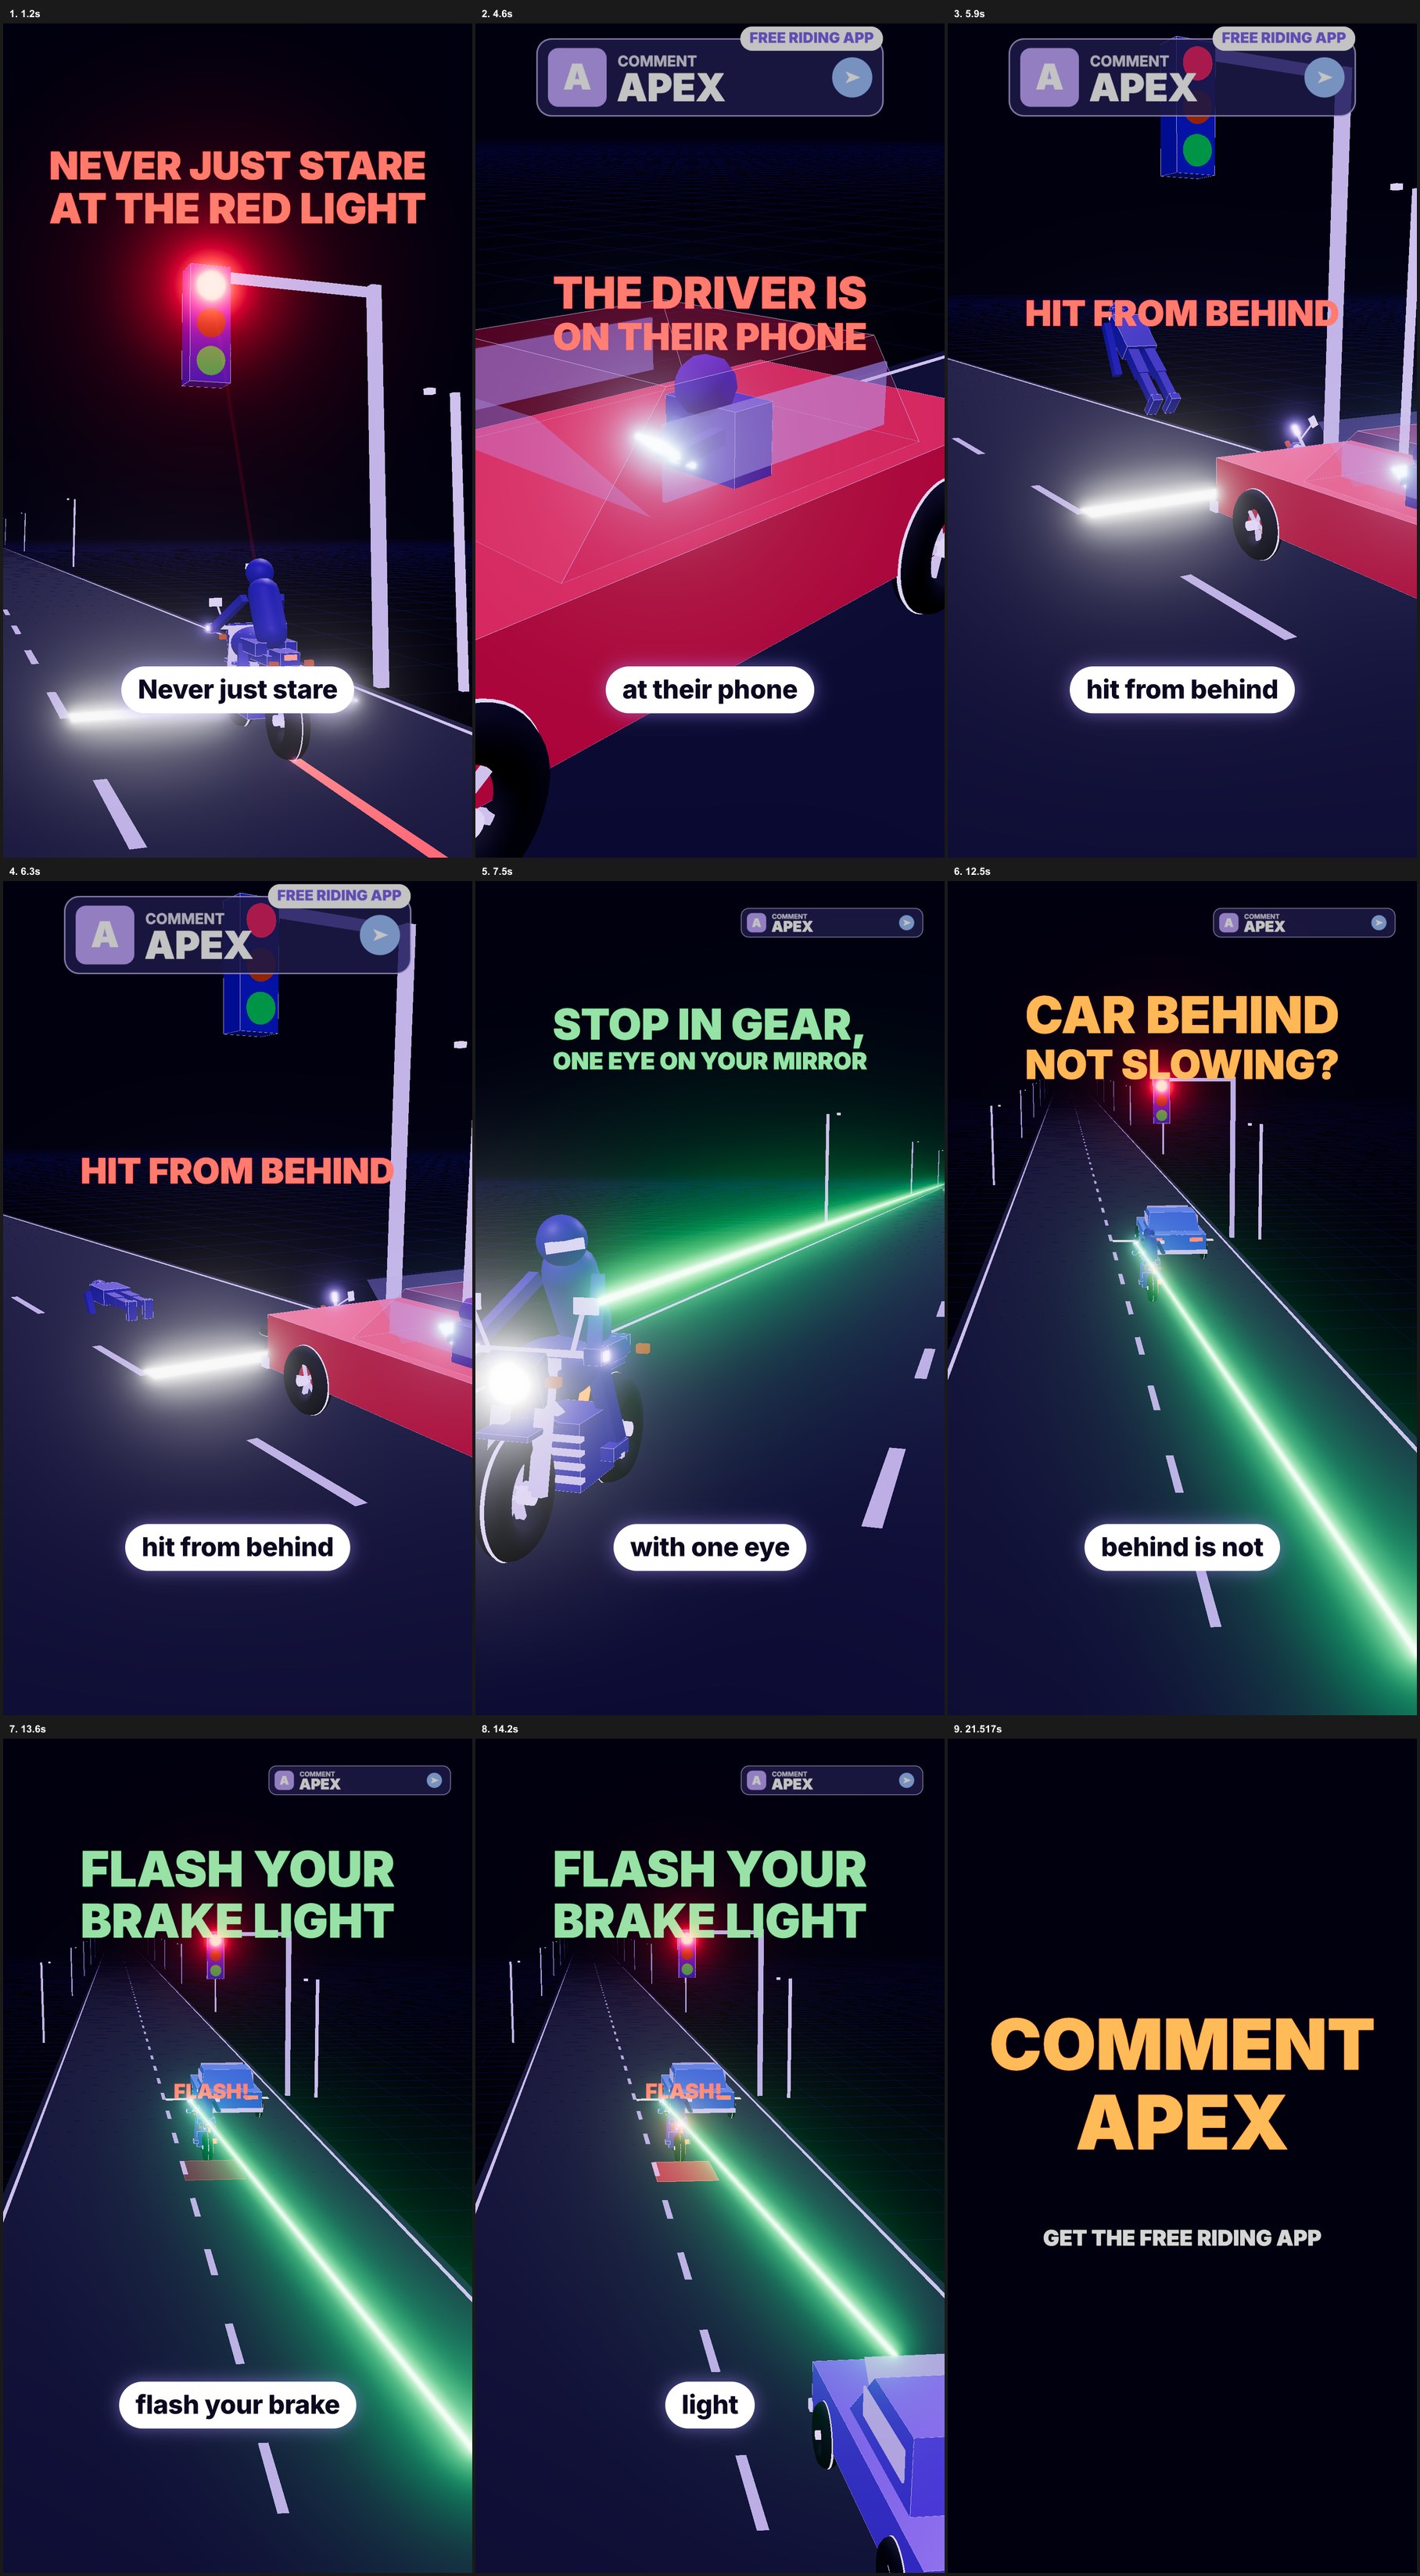 1. 1.2s
NEVER JUST STARE
AT THE RED LIGHT
Never just stare
2. 4.6s
FREE RIDING APP
A
COMMENT
APEX
THE DRIVER IS
ON THEIR PHONE
at their phone
3. 5.9s
FREE RIDING APP
A
COMMENT
APEX
HIT FROM BEHIND
hit from behind
4. 6.3s
FREE RIDING APP
A
COMMENT
APEX
HIT FROM BEHIND
hit from behind
5. 7.5s
A
COMMENT
APEX
STOP IN GEAR,
ONE EYE ON YOUR MIRROR
with one eye
6. 12.5s
A
COMMENT
APEX
CAR BEHIND
NOT SLOWING?
behind is not
7. 13.6s
A
COMMENT
APEX
FLASH YOUR
BRAKE LIGHT
FLASH!
flash your brake
8. 14.2s
A
COMMENT
APEX
FLASH YOUR
BRAKE LIGHT
FLASH!
light
9. 21.517s
COMMENT
APEX
GET THE FREE RIDING APP